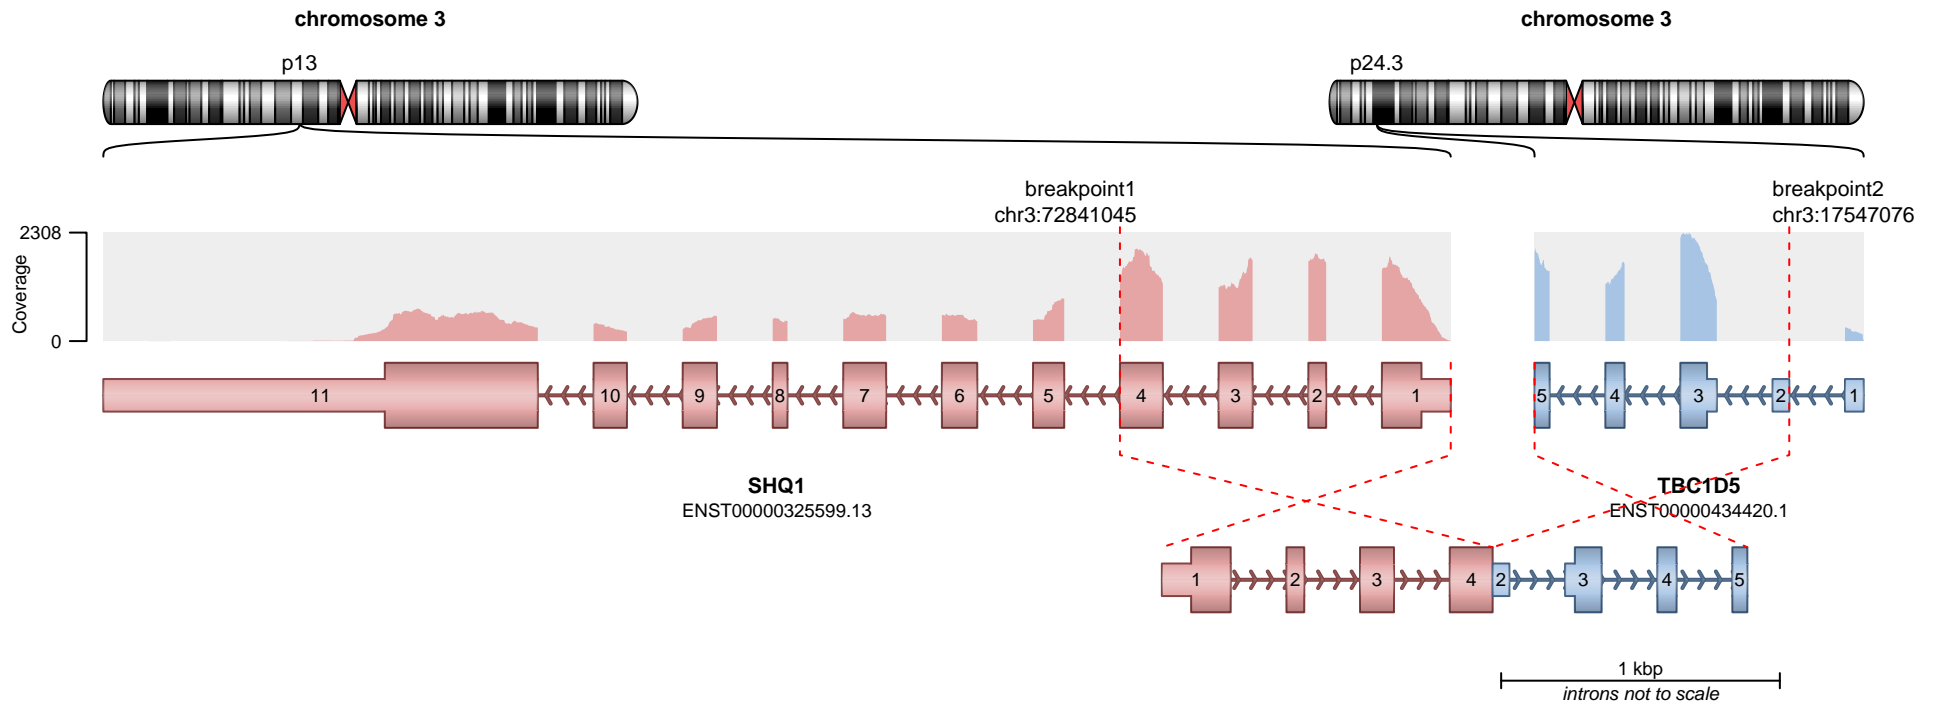 chromosome 3
chromosome 3
p13
p24.3
breakpoint1
chr3:72841045
breakpoint2
chr3:17547076
2308
Coverage
0
11 10 9 8 7 6 5 4 3 2 1
5 4 3 2 1
SHQ1
ENST00000325599.13
TBC1D5
ENST00000434420.1
1 2 3 4 2 3 4 5
1 kbp
introns not to scale